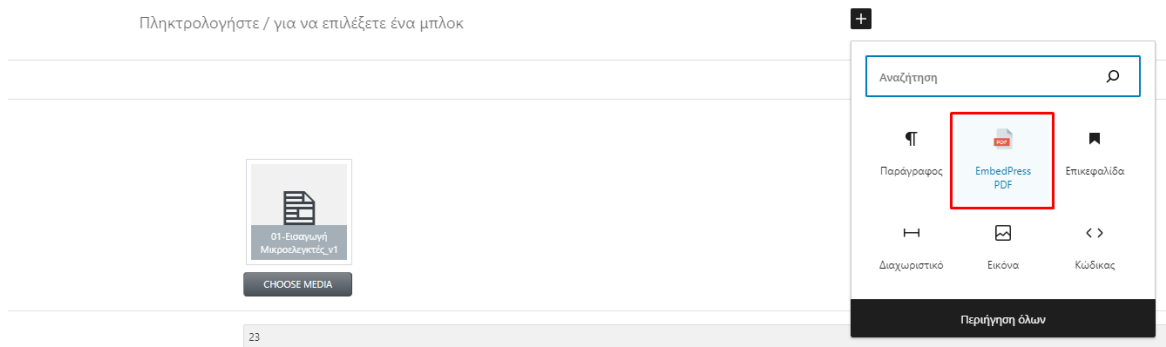 Πληκτρολογήστε / για να επιλέξετε ένα μπλοκ
Αναζήτηση
Παράγραφος
EmbedPress
PDF
Επικεφαλίδα
PDF
Διαχωριστικό
Εικόνα
Κώδικας
Περιήγηση όλων
01-Εισαγωγή
Μικροελεγκτές_v1
CHOOSE MEDIA
23